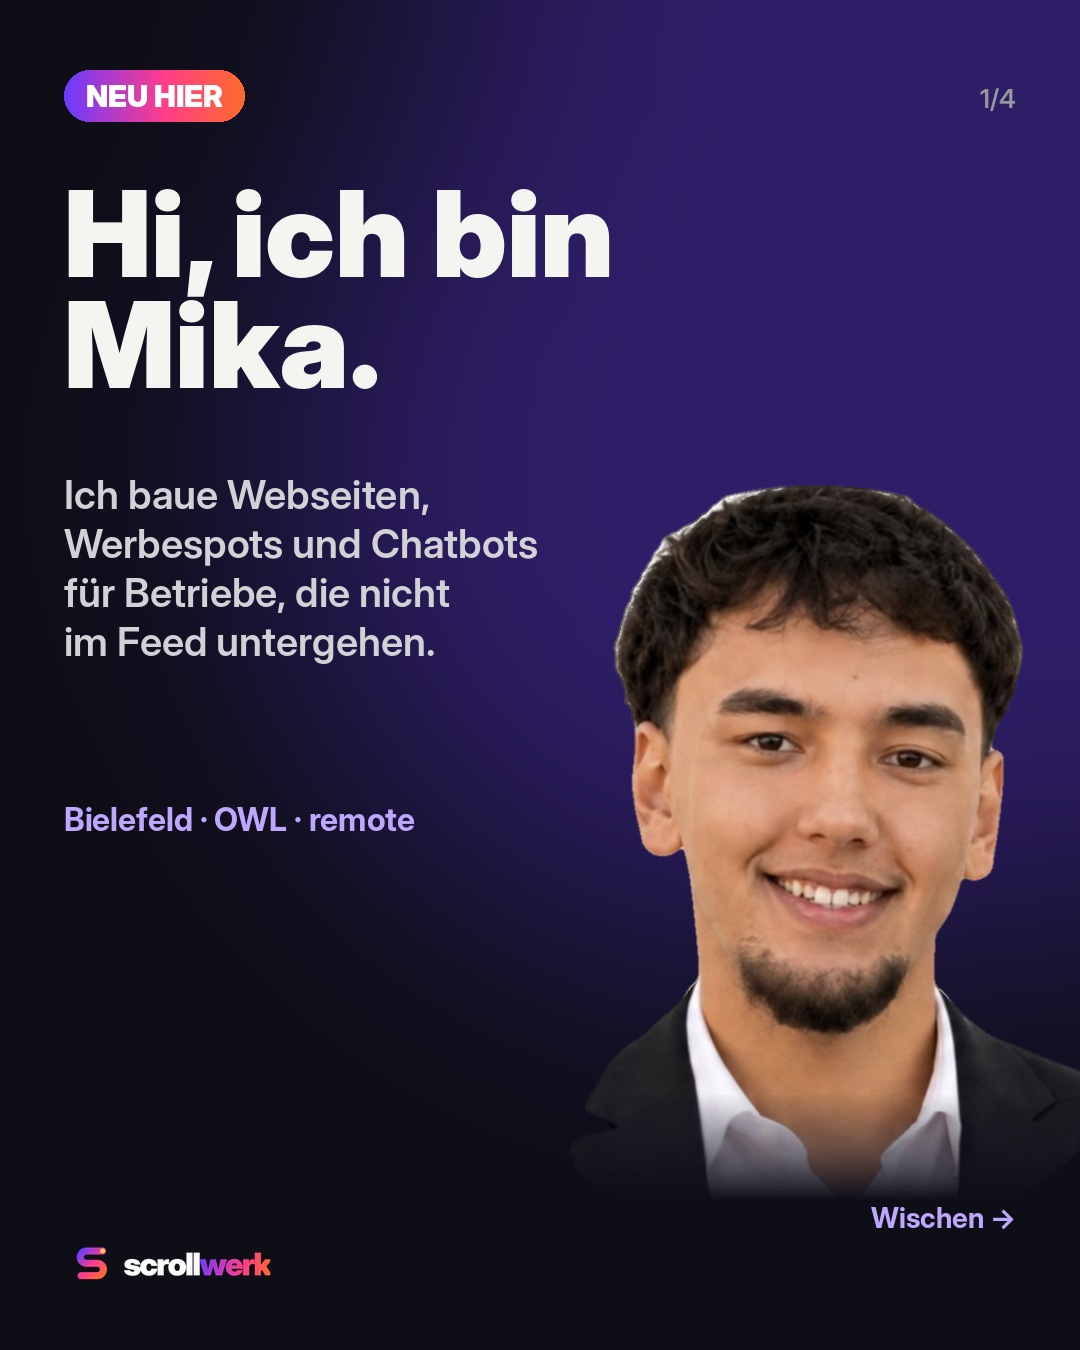 NEU HIER
1/4
Hi, ich bin
Mika.
Ich baue Webseiten,
Werbespots und Chatbots
für Betriebe, die nicht
im Feed untergehen.
Bielefeld · OWL · remote
Wischen →
scrollwerk